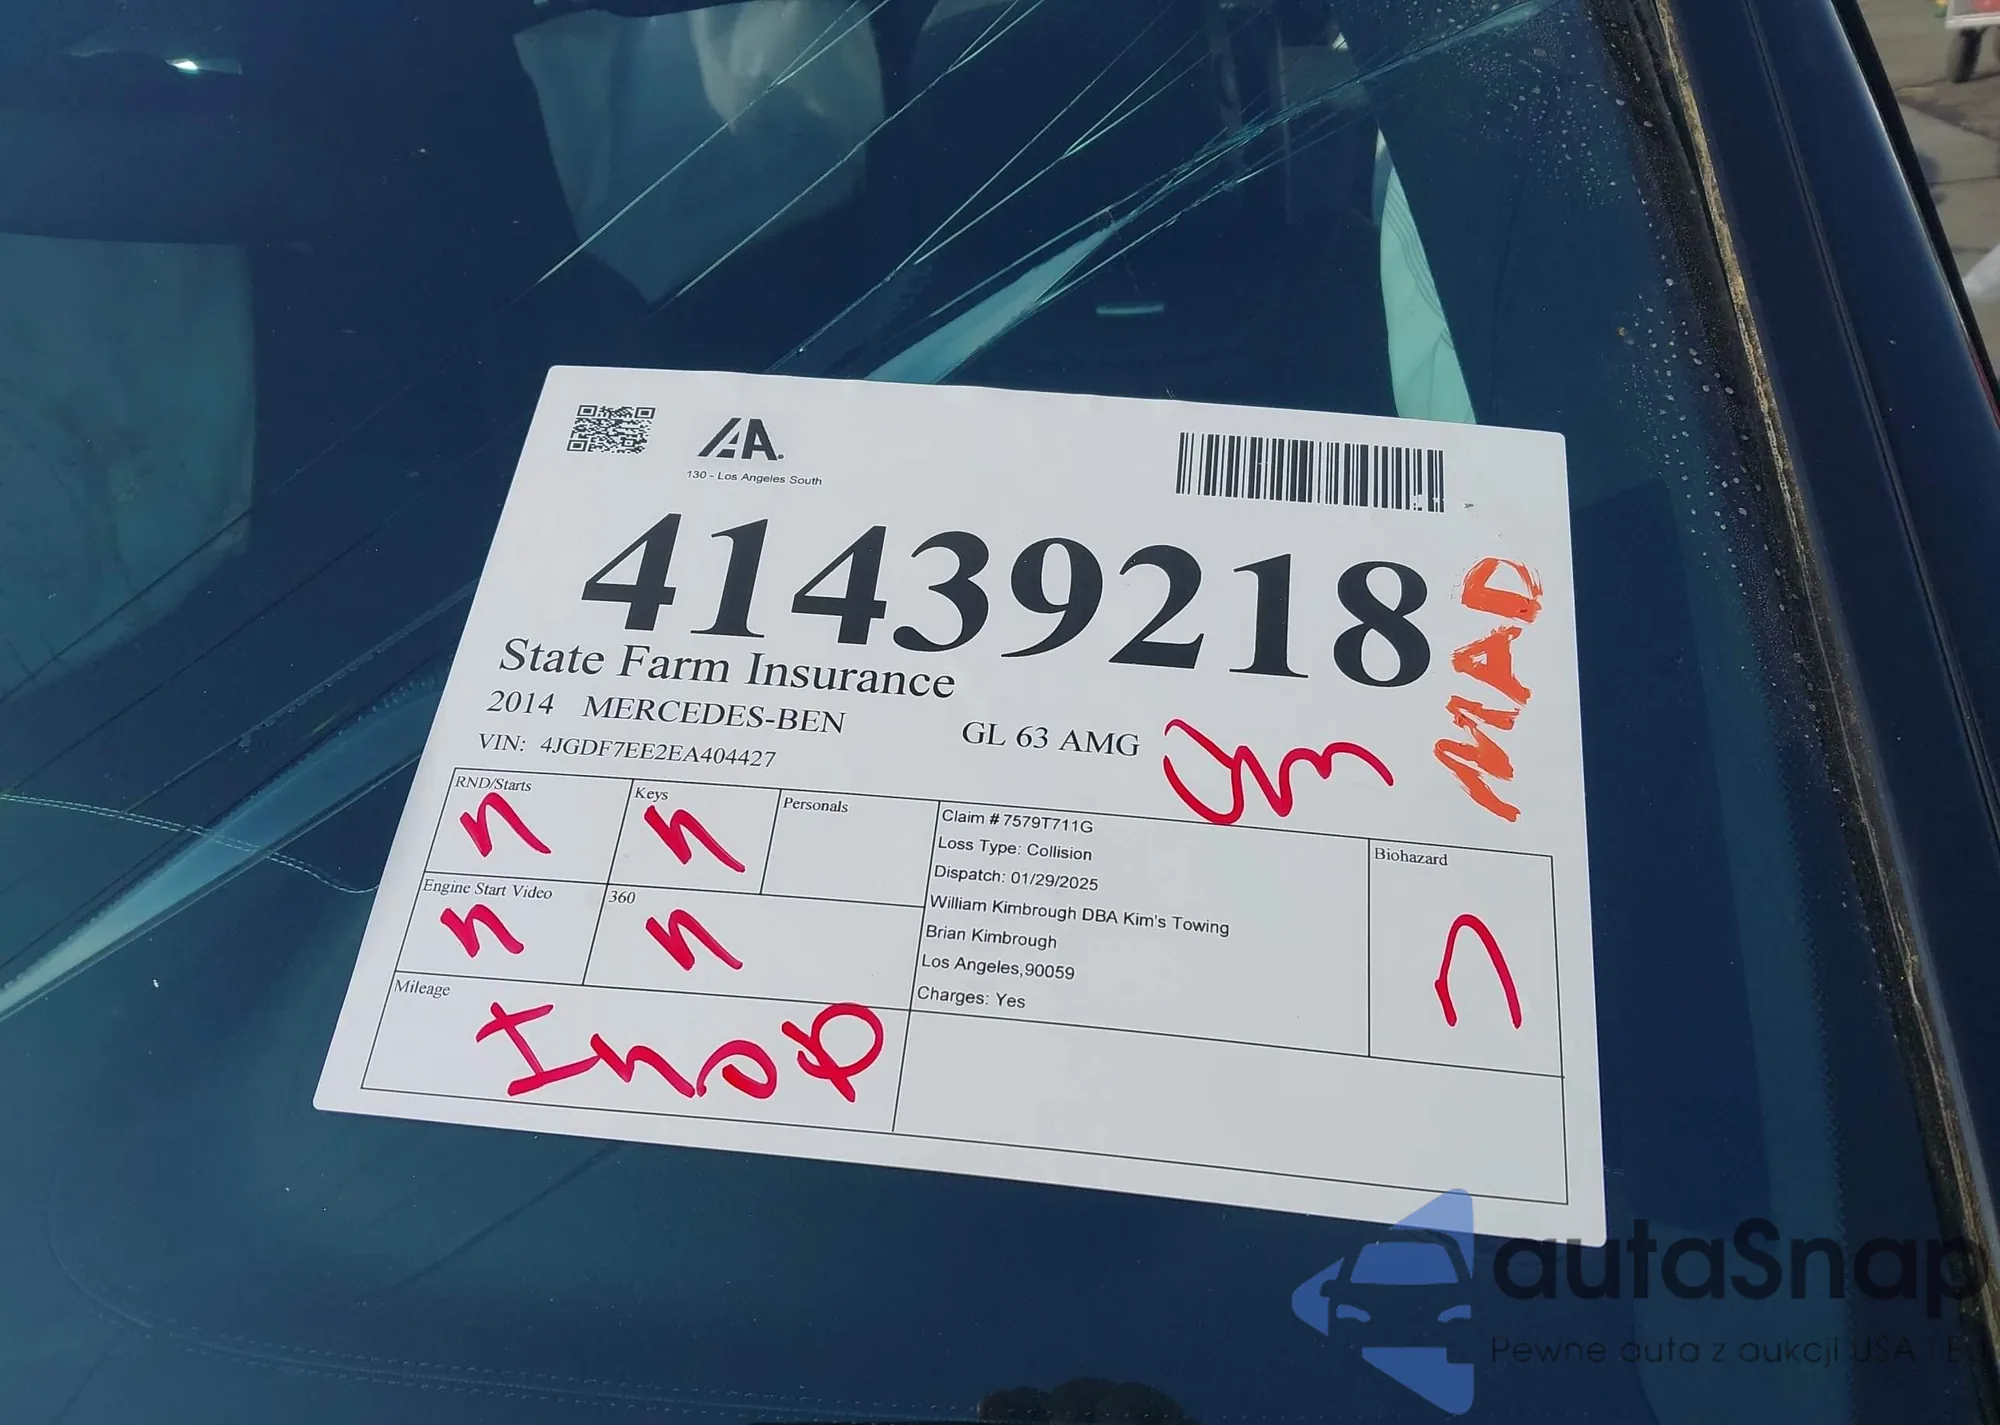 IAA
130 - Los Angeles South
41439218
State Farm Insurance
2014 MERCEDES-BEN GL 63 AMG
VIN: 4JGDF7EE2EA404427
MAD
RND/Starts
n
Keys
n
Personals
Engine Start Video
n
360
n
Mileage
Inop
Claim # 7579T711G
Loss Type: Collision
Dispatch: 01/29/2025
William Kimbrough DBA Kim's Towing
Brian Kimbrough
Los Angeles,90059
Charges: Yes
Biohazard
autaSnap
Pewne auta z aukcji USA i EU